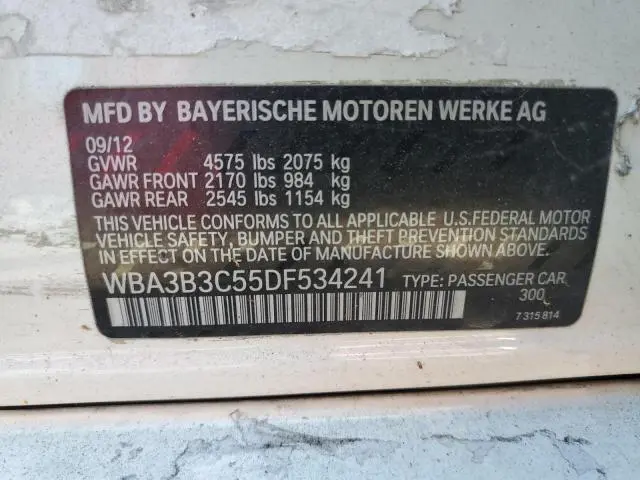 MFD BY BAYERISCHE MOTOREN WERKE AG
09/12
GVWR 4575 lbs 2075 kg
GAWR FRONT 2170 lbs 984 kg
GAWR REAR 2545 lbs 1154 kg
THIS VEHICLE CONFORMS TO ALL APPLICABLE U.S.FEDERAL MOTOR
VEHICLE SAFETY, BUMPER AND THEFT PREVENTION STANDARDS
IN EFFECT ON THE DATE OF MANUFACTURE SHOWN ABOVE.
WBA3B3C55DF534241 TYPE: PASSENGER CAR
300
7 315 814